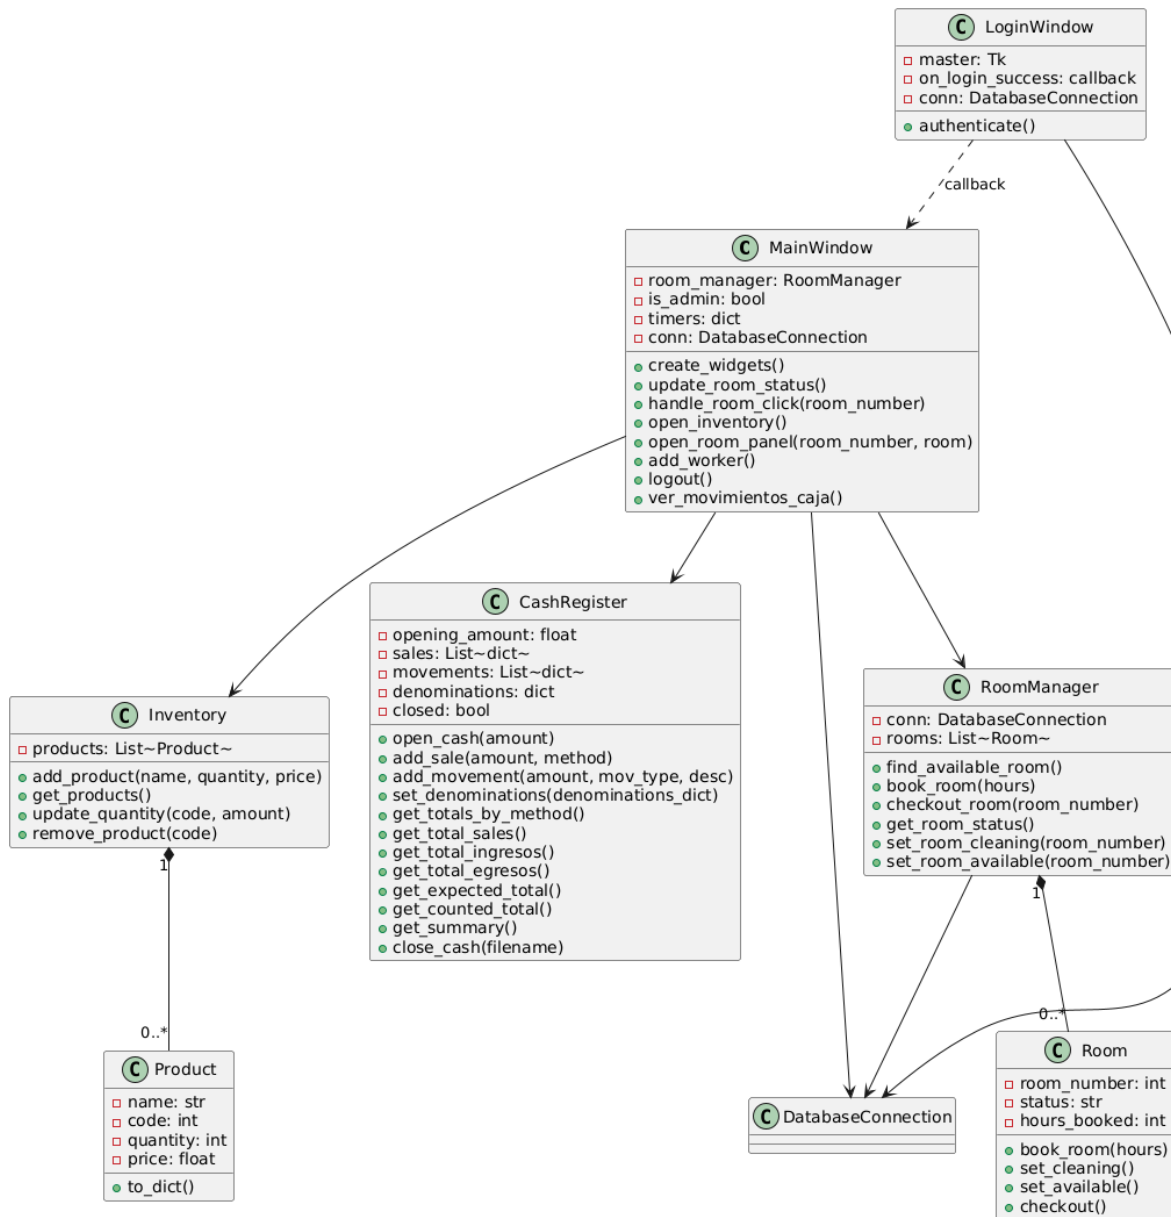 C LoginWindow
master: Tk
on_login_success: callback
conn: DatabaseConnection
authenticate()
callback
C MainWindow
room_manager: RoomManager
is_admin: bool
timers: dict
conn: DatabaseConnection
create_widgets()
update_room_status()
handle_room_click(room_number)
open_inventory()
open_room_panel(room_number, room)
add_worker()
logout()
ver_movimientos_caja()
C CashRegister
opening_amount: float
sales: List~dict~
movements: List~dict~
denominations: dict
closed: bool
open_cash(amount)
add_sale(amount, method)
add_movement(amount, mov_type, desc)
set_denominations(denominations_dict)
get_totals_by_method()
get_total_sales()
get_total_ingresos()
get_total_egresos()
get_expected_total()
get_counted_total()
get_summary()
close_cash(filename)
C RoomManager
conn: DatabaseConnection
rooms: List~Room~
find_available_room()
book_room(hours)
checkout_room(room_number)
get_room_status()
set_room_cleaning(room_number)
set_room_available(room_number)
C Inventory
products: List~Product~
add_product(name, quantity, price)
get_products()
update_quantity(code, amount)
remove_product(code)
1
1
0..*
0..*
C Product
name: str
code: int
quantity: int
price: float
to_dict()
C DatabaseConnection
C Room
room_number: int
status: str
hours_booked: int
book_room(hours)
set_cleaning()
set_available()
checkout()